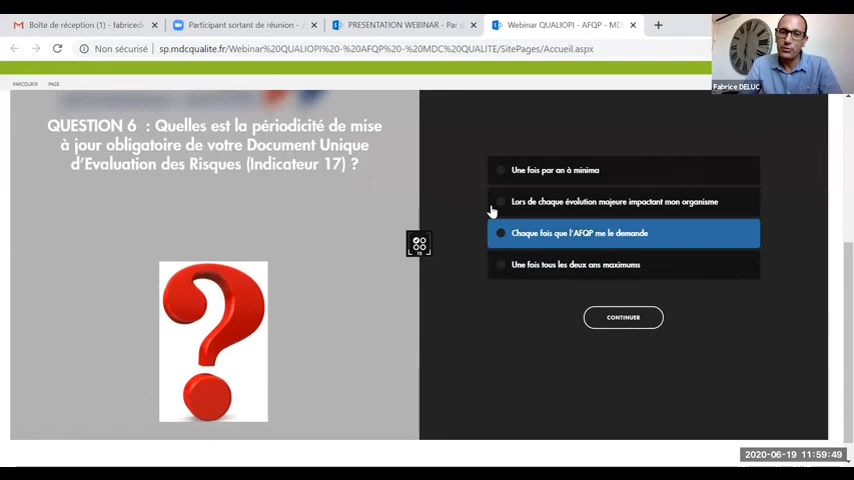 Boîte de réception (1) - fabricede
Participant sortant de réunion - Z
PRESENTATION WEBINAR - Par d
Webinar QUALIOPI - AFQP - MD
Non sécurisé
sp.mdcqualite.fr/Webinar%20QUALIOPI%20-%20AFQP%20-%20MDC%20QUALITE/SitePages/Accueil.aspx
Fabrice DELUC
PARCOURIR PAGE
QUESTION 6 : Quelles est la périodicité de mise
à jour obligatoire de votre Document Unique
d'Evaluation des Risques (Indicateur 17) ?
Une fois par an à minima
Lors de chaque évolution majeure impactant mon organisme
Chaque fois que l'AFQP me le demande
Une fois tous les deux ans maximums
CONTINUER
2020-06-19 11:59:49